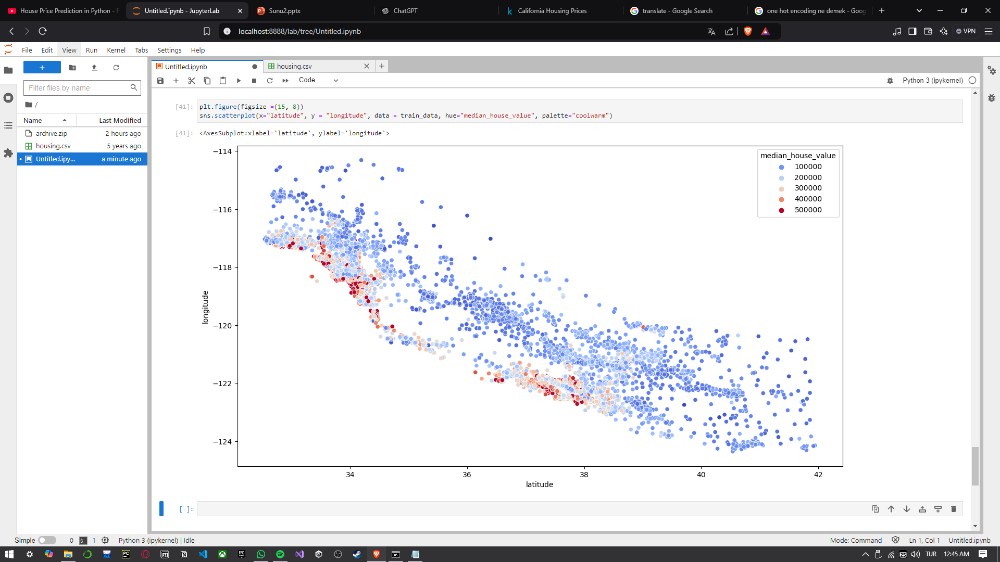 House Price Prediction in Python - F
Untitled.ipynb - JupyterLab
Sunu2.pptx
ChatGPT
California Housing Prices
translate - Google Search
one hot encoding ne demek - Goog
localhost:8888/lab/tree/Untitled.ipynb
VPN
File Edit View Run Kernel Tabs Settings Help
Filter files by name
/
Name Last Modified
archive.zip 2 hours ago
housing.csv 5 years ago
Untitled.ipy... a minute ago
Untitled.ipynb
housing.csv
Code
Python 3 (ipykernel)
[41]: plt.figure(figsize =(15, 8))
sns.scatterplot(x="latitude", y = "longitude", data = train_data, hue="median_house_value", palette="coolwarm")
[41]: <AxesSubplot:xlabel='latitude', ylabel='longitude'>
median_house_value
100000
200000
300000
400000
500000
−114
−116
−118
−120
−122
−124
longitude
34 36 38 40 42
latitude
[ ]:
Simple 0 1 Python 3 (ipykernel) | Idle
Mode: Command Ln 1, Col 1 Untitled.ipynb
TUR 12:45 AM